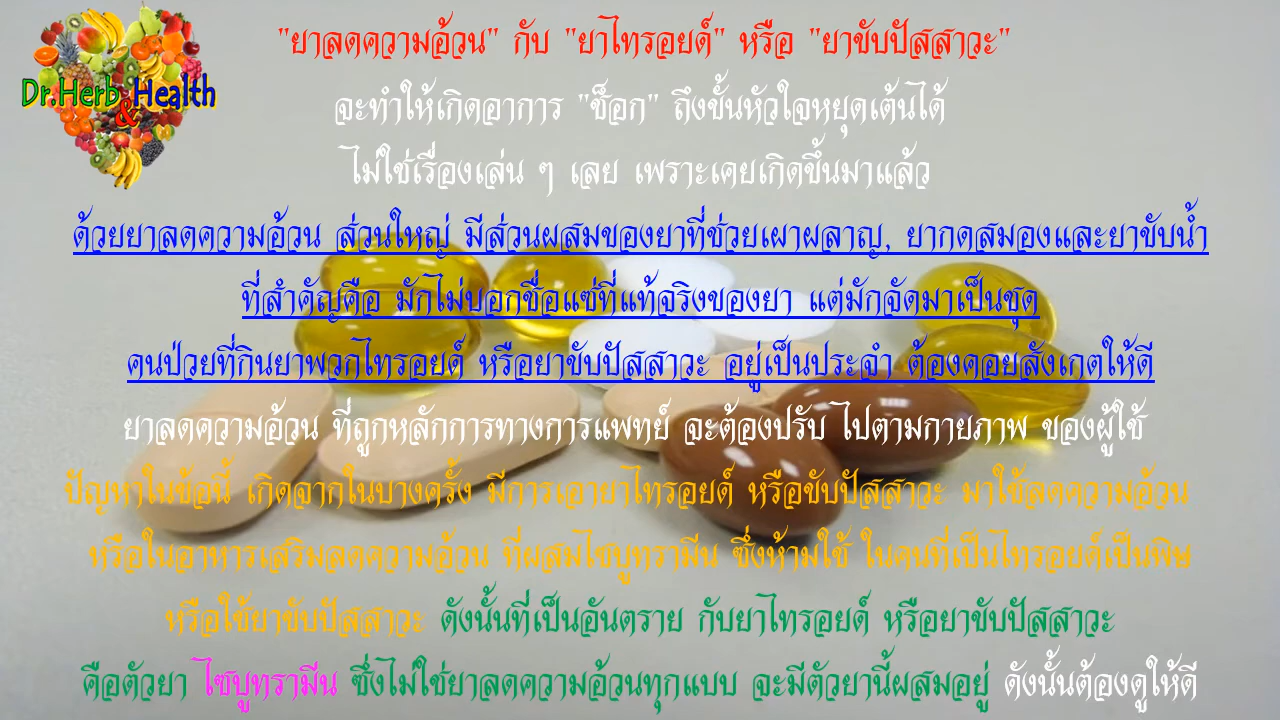 Dr.Herb & Health
"ยาลดความอ้วน" กับ "ยาไทรอยด์" หรือ "ยาขับปัสสาวะ"
จะทำให้เกิดอาการ "ช็อก" ถึงขั้นหัวใจหยุดเต้นได้
ไม่ใช่เรื่องเล่น ๆ เลย เพราะเคยเกิดขึ้นมาแล้ว
ด้วยยาลดความอ้วน ส่วนใหญ่ มีส่วนผสมของยาที่ช่วยเผาผลาญ, ยากดสมองและยาขับน้ำ
ที่สำคัญคือ มักไม่บอกชื่อแซ่ที่แท้จริงของยา แต่มักจัดมาเป็นชุด
คนป่วยที่กินยาพวกไทรอยด์ หรือยาขับปัสสาวะ อยู่เป็นประจำ ต้องคอยสังเกตให้ดี
ยาลดความอ้วน ที่ถูกหลักการทางการแพทย์ จะต้องปรับ ไปตามกายภาพ ของผู้ใช้
ปัญหาในข้อนี้ เกิดจากในบางครั้ง มีการเอายาไทรอยด์ หรือขับปัสสาวะ มาใช้ลดความอ้วน
หรือในอาหารเสริมลดความอ้วน ที่ผสมไซบูทรามีน ซึ่งห้ามใช้ ในคนที่เป็นไทรอยด์เป็นพิษ
หรือใช้ยาขับปัสสาวะ ดังนั้นที่เป็นอันตราย กับยาไทรอยด์ หรือยาขับปัสสาวะ
คือตัวยา ไซบูทรามีน ซึ่งไม่ใช่ยาลดความอ้วนทุกแบบ จะมีตัวยานี้ผสมอยู่ ดังนั้นต้องดูให้ดี